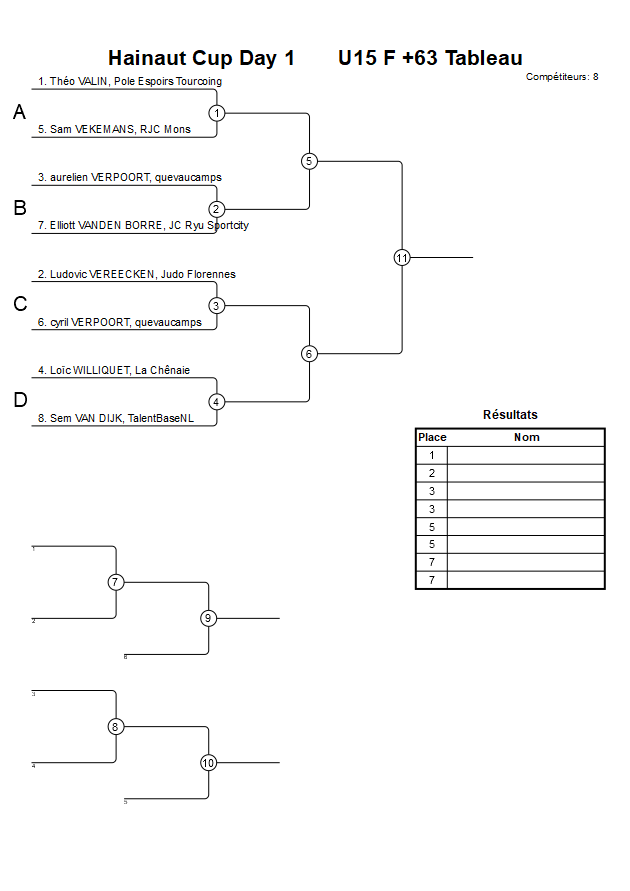 Hainaut Cup Day 1 U15 F +63 Tableau
Compétiteurs: 8
1. Théo VALIN, Pole Espoirs Tourcoing
A
1
5. Sam VEKEMANS, RJC Mons
5
3. aurelien VERPOORT, quevaucamps
B
2
7. Elliott VANDEN BORRE, JC Ryu Sportcity
11
2. Ludovic VEREECKEN, Judo Florennes
C
3
6. cyril VERPOORT, quevaucamps
6
4. Loïc WILLIQUET, La Chênaie
D
4
8. Sem VAN DIJK, TalentBaseNL
Résultats
Place Nom
1
2
3
3
5
5
7
7
1
7
2
9
6
3
8
4
10
5